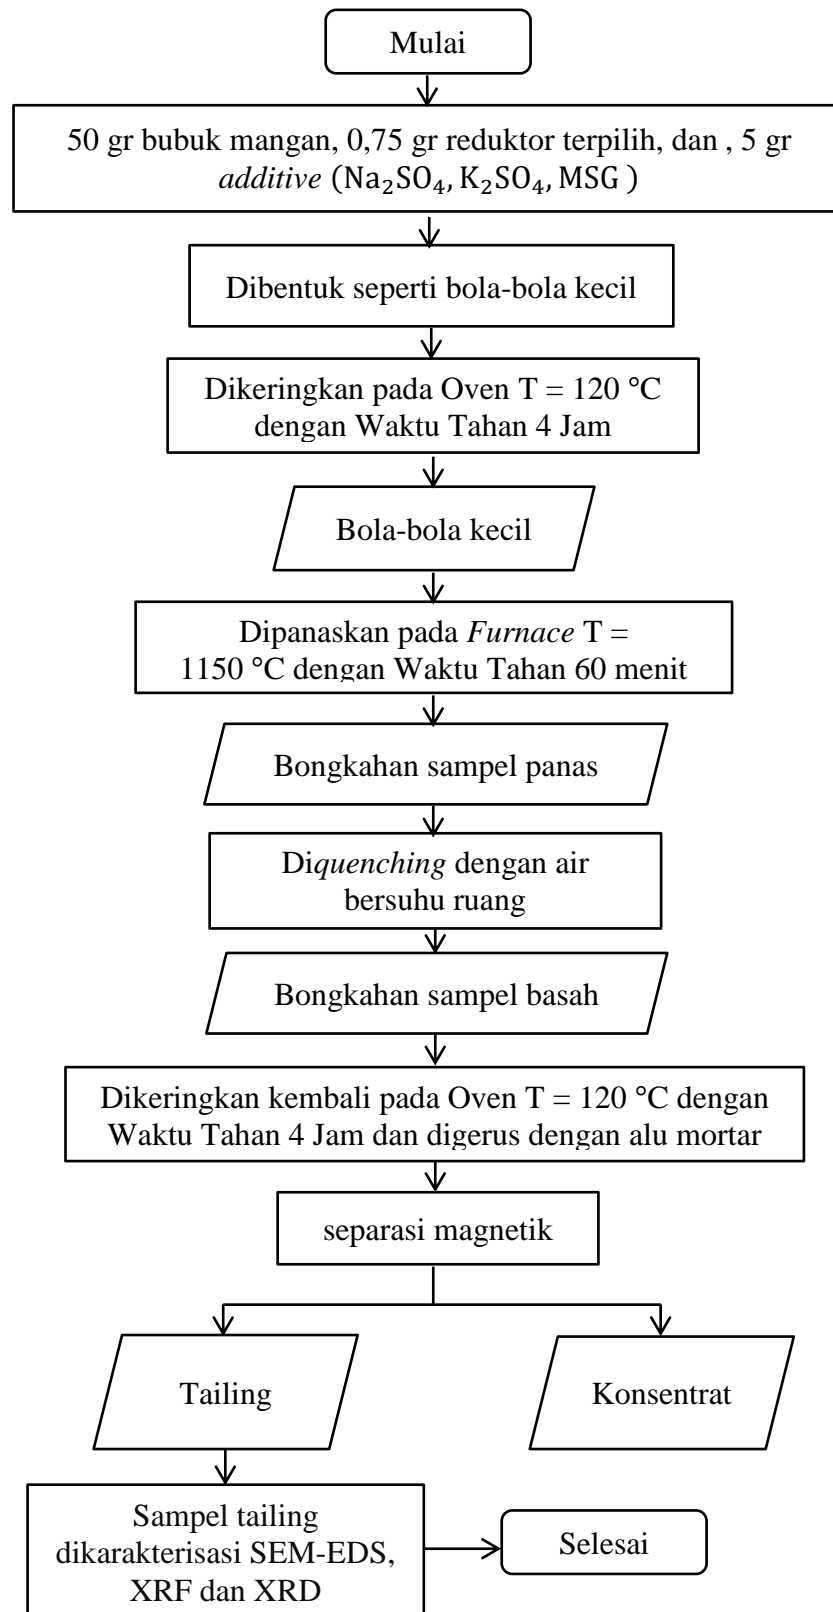 Mulai
50 gr bubuk mangan, 0,75 gr reduktor terpilih, dan , 5 gr
additive (Na₂SO₄, K₂SO₄, MSG )
Dibentuk seperti bola-bola kecil
Dikeringkan pada Oven T = 120 °C
dengan Waktu Tahan 4 Jam
Bola-bola kecil
Dipanaskan pada Furnace T =
1150 °C dengan Waktu Tahan 60 menit
Bongkahan sampel panas
Diquenching dengan air
bersuhu ruang
Bongkahan sampel basah
Dikeringkan kembali pada Oven T = 120 °C dengan
Waktu Tahan 4 Jam dan digerus dengan alu mortar
separasi magnetik
Tailing
Konsentrat
Sampel tailing
dikarakterisasi SEM-EDS,
XRF dan XRD
Selesai